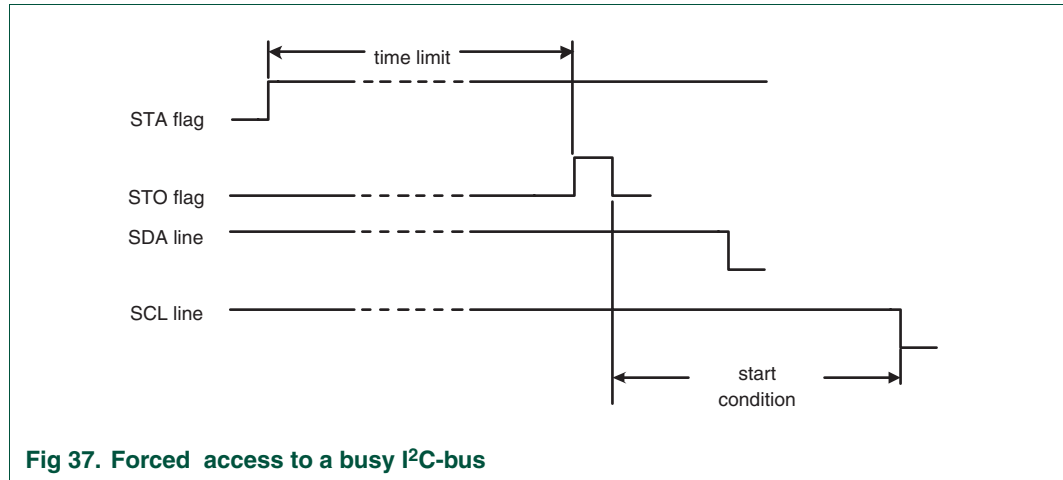 time limit
STA flag
STO flag
SDA line
SCL line
start
condition
Fig 37. Forced access to a busy I²C-bus